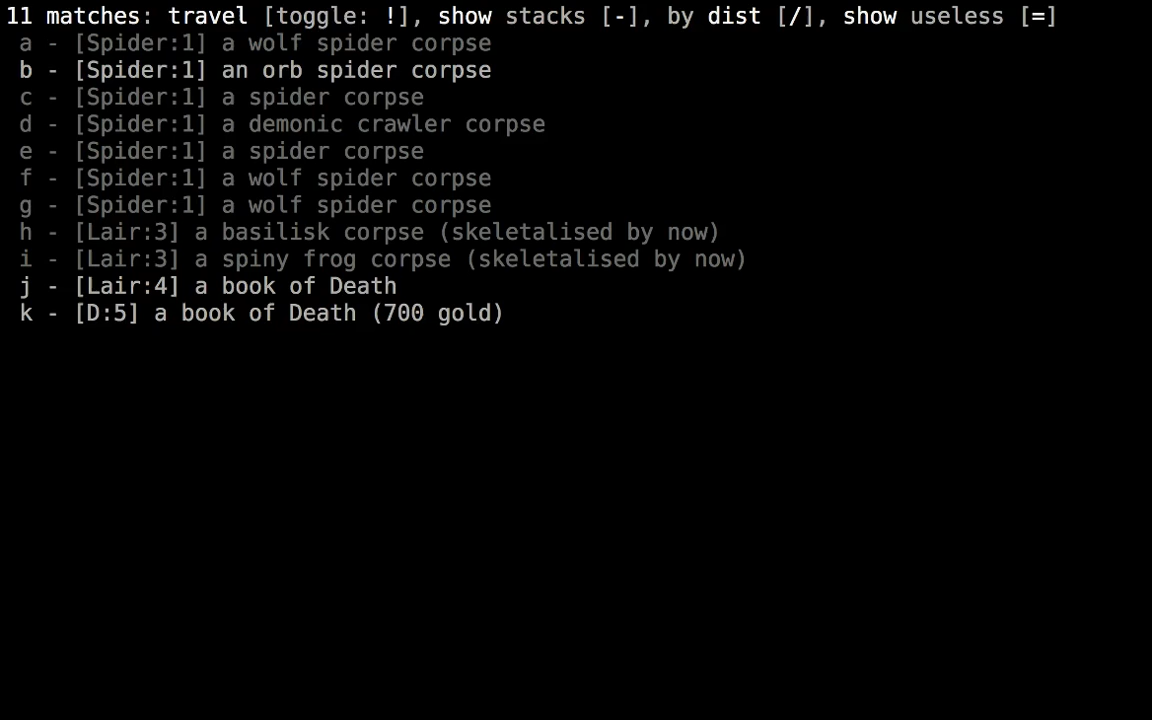 11 matches: travel [toggle: !], show stacks [-], by dist [/], show useless [=]
a - [Spider:1] a wolf spider corpse
b - [Spider:1] an orb spider corpse
c - [Spider:1] a spider corpse
d - [Spider:1] a demonic crawler corpse
e - [Spider:1] a spider corpse
f - [Spider:1] a wolf spider corpse
g - [Spider:1] a wolf spider corpse
h - [Lair:3] a basilisk corpse (skeletalised by now)
i - [Lair:3] a spiny frog corpse (skeletalised by now)
j - [Lair:4] a book of Death
k - [D:5] a book of Death (700 gold)